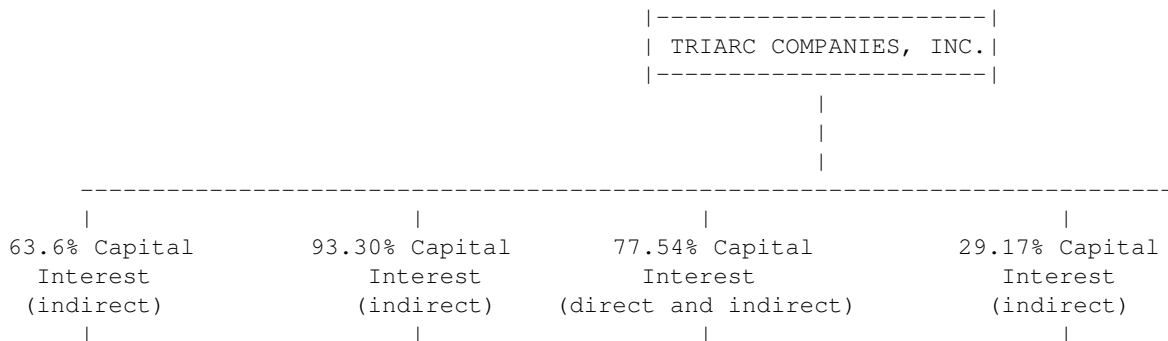 TRIARC COMPANIES, INC.
63.6% Capital 93.30% Capital 77.54% Capital 29.17% Capital
Interest Interest Interest Interest
(indirect) (indirect) (direct and indirect) (indirect)